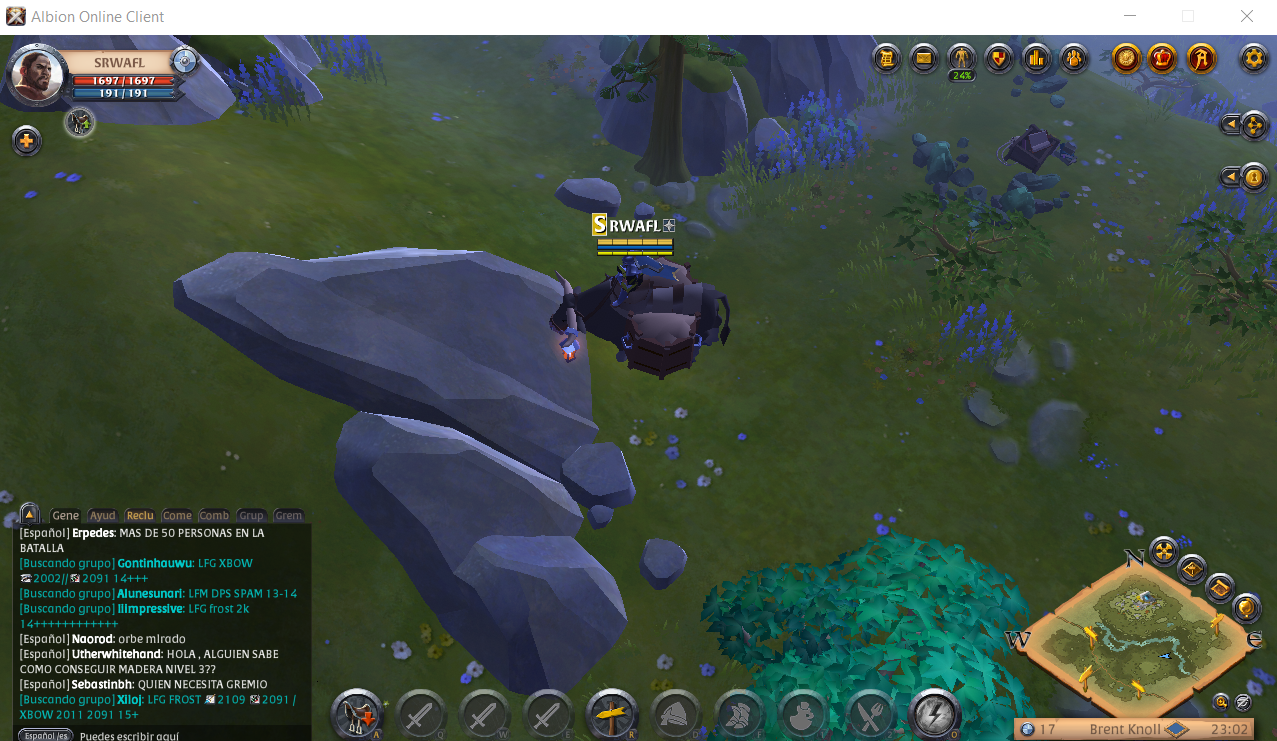 Albion Online Client
SRWAFL
1697 / 1697
191 / 191
24%
SRWAFL
Gene Ayud Reclu Come Comb Grup Grem
[Español] Erpedes: MAS DE 50 PERSONAS EN LA
BATALLA
[Buscando grupo] Gontinhauwu: LFG XBOW
2002// 2091 14+++
[Buscando grupo] Alunesunari: LFM DPS SPAM 13-14
[Buscando grupo] IlImpressive: LFG frost 2k
14++++++++++++
[Español] Naorod: orbe mlrado
[Español] Utherwhitehand: HOLA , ALGUIEN SABE
COMO CONSEGUIR MADERA NIVEL 3??
[Español] Sebastinbh: QUIEN NECESITA GREMIO
[Buscando grupo] Xiloj: LFG FROST 2109 2091 /
XBOW 2011 2091 15+
Español /es Puedes escribir aquí
A Q W E R D F 2 O
N
W E
17 Brent Knoll 23:02